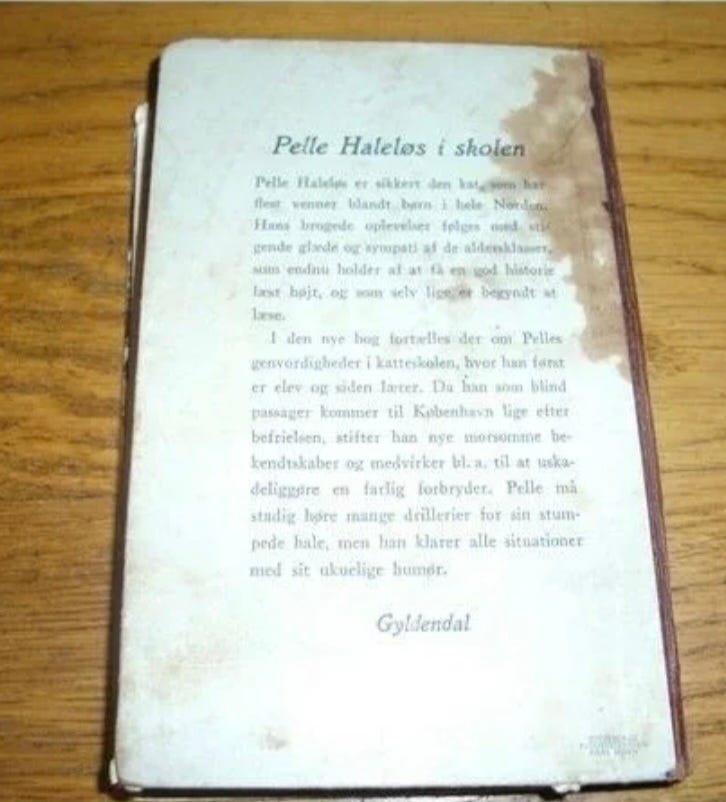 Pelle Haleløs i skolen
Pelle Haleløs er sikkert den kat, som har
flest venner blandt børn i hele Norden.
Hans brogede oplevelser følges med sti-
gende glæde og sympati af de aldersklasser,
som endnu holder af at få en god historie
læst højt, og som selv lige er begyndt at
læse.
I den nye bog fortælles der om Pelles
genvordigheder i katteskolen, hvor han først
er elev og siden lærer. Da han som blind
passager kommer til København lige efter
befrielsen, stifter han nye morsomme be-
kendtskaber og medvirker bl. a. til at uska-
deliggøre en farlig forbryder. Pelle må
stadig høre mange drillerier for sin stum-
pede hale, men han klarer alle situationer
med sit ukuelige humør.
Gyldendal